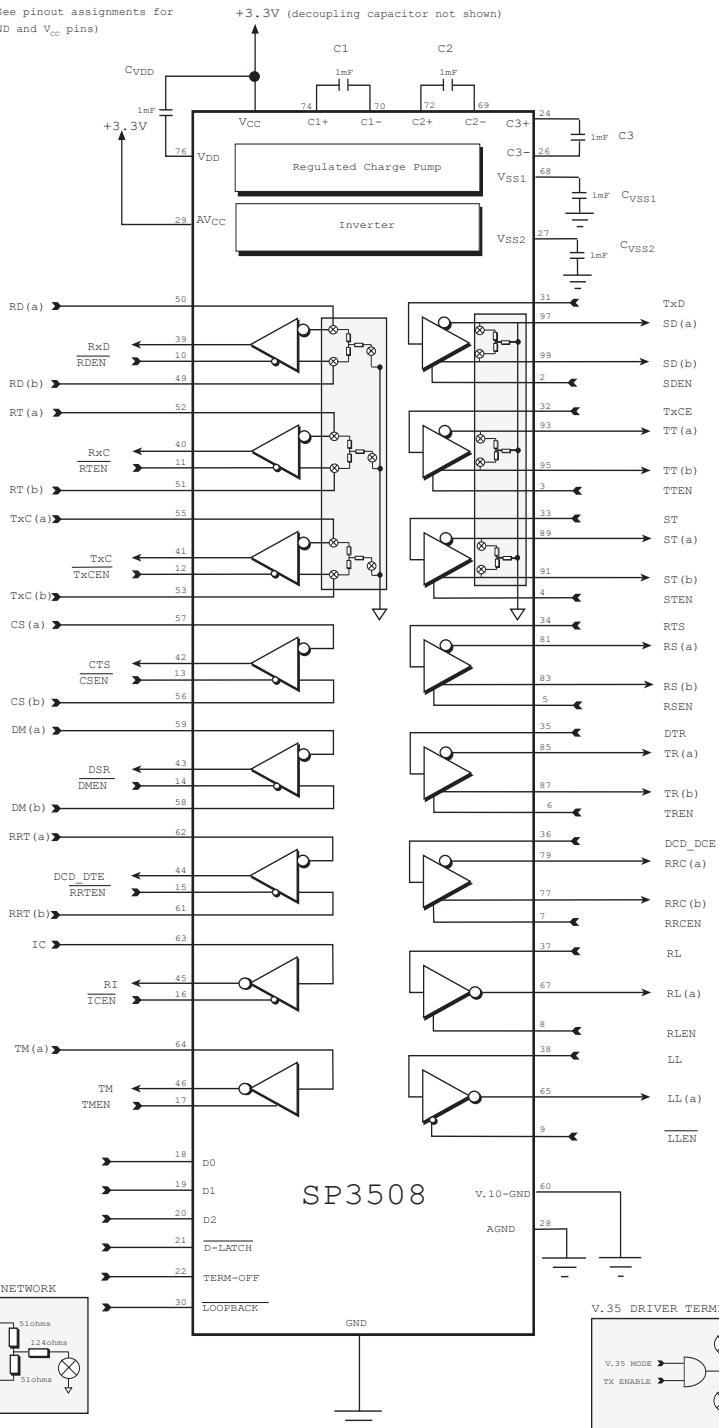 See pinout assignments for
ND and VCC pins)
+3.3V (decoupling capacitor not shown)
CVDD
1mF
+3.3V
C1
1mF
C2
1mF
74
70
72
69
VCC
C1+
C1-
C2+
C2-
24
C3+
1mF
C3
C3-
26
76
VDD
Regulated Charge Pump
VSS1
68
1mF
CVSS1
29
AVCC
Inverter
VSS2
27
1mF
CVSS2
RD(a)
50
RxD
39
RDEN
10
RD(b)
49
RT(a)
52
RxC
40
RTEN
11
RT(b)
51
TxC(a)
55
TxC
41
TxCEN
12
TxC(b)
53
CS(a)
57
CTS
42
CSEN
13
CS(b)
56
DM(a)
59
DSR
43
DMEN
14
DM(b)
58
RRT(a)
62
DCD_DTE
44
RRTEN
15
RRT(b)
61
IC
63
RI
45
ICEN
16
TM(a)
64
TM
46
TMEN
17
31
TxD
97
SD(a)
99
SD(b)
2
SDEN
32
TxCE
93
TT(a)
95
TT(b)
3
TTEN
33
ST
89
ST(a)
91
ST(b)
4
STEN
34
RTS
81
RS(a)
83
RS(b)
5
RSEN
35
DTR
85
TR(a)
87
TR(b)
6
TREN
36
DCD_DCE
79
RRC(a)
77
RRC(b)
7
RRCEN
37
RL
67
RL(a)
8
RLEN
38
LL
65
LL(a)
9
LLEN
18
D0
19
D1
20
D2
21
D-LATCH
22
TERM-OFF
30
LOOPBACK
SP3508
V.10-GND
60
AGND
28
GND
NETWORK
51ohms
124ohms
51ohms
V.35 DRIVER TERM
V.35 MODE
TX ENABLE